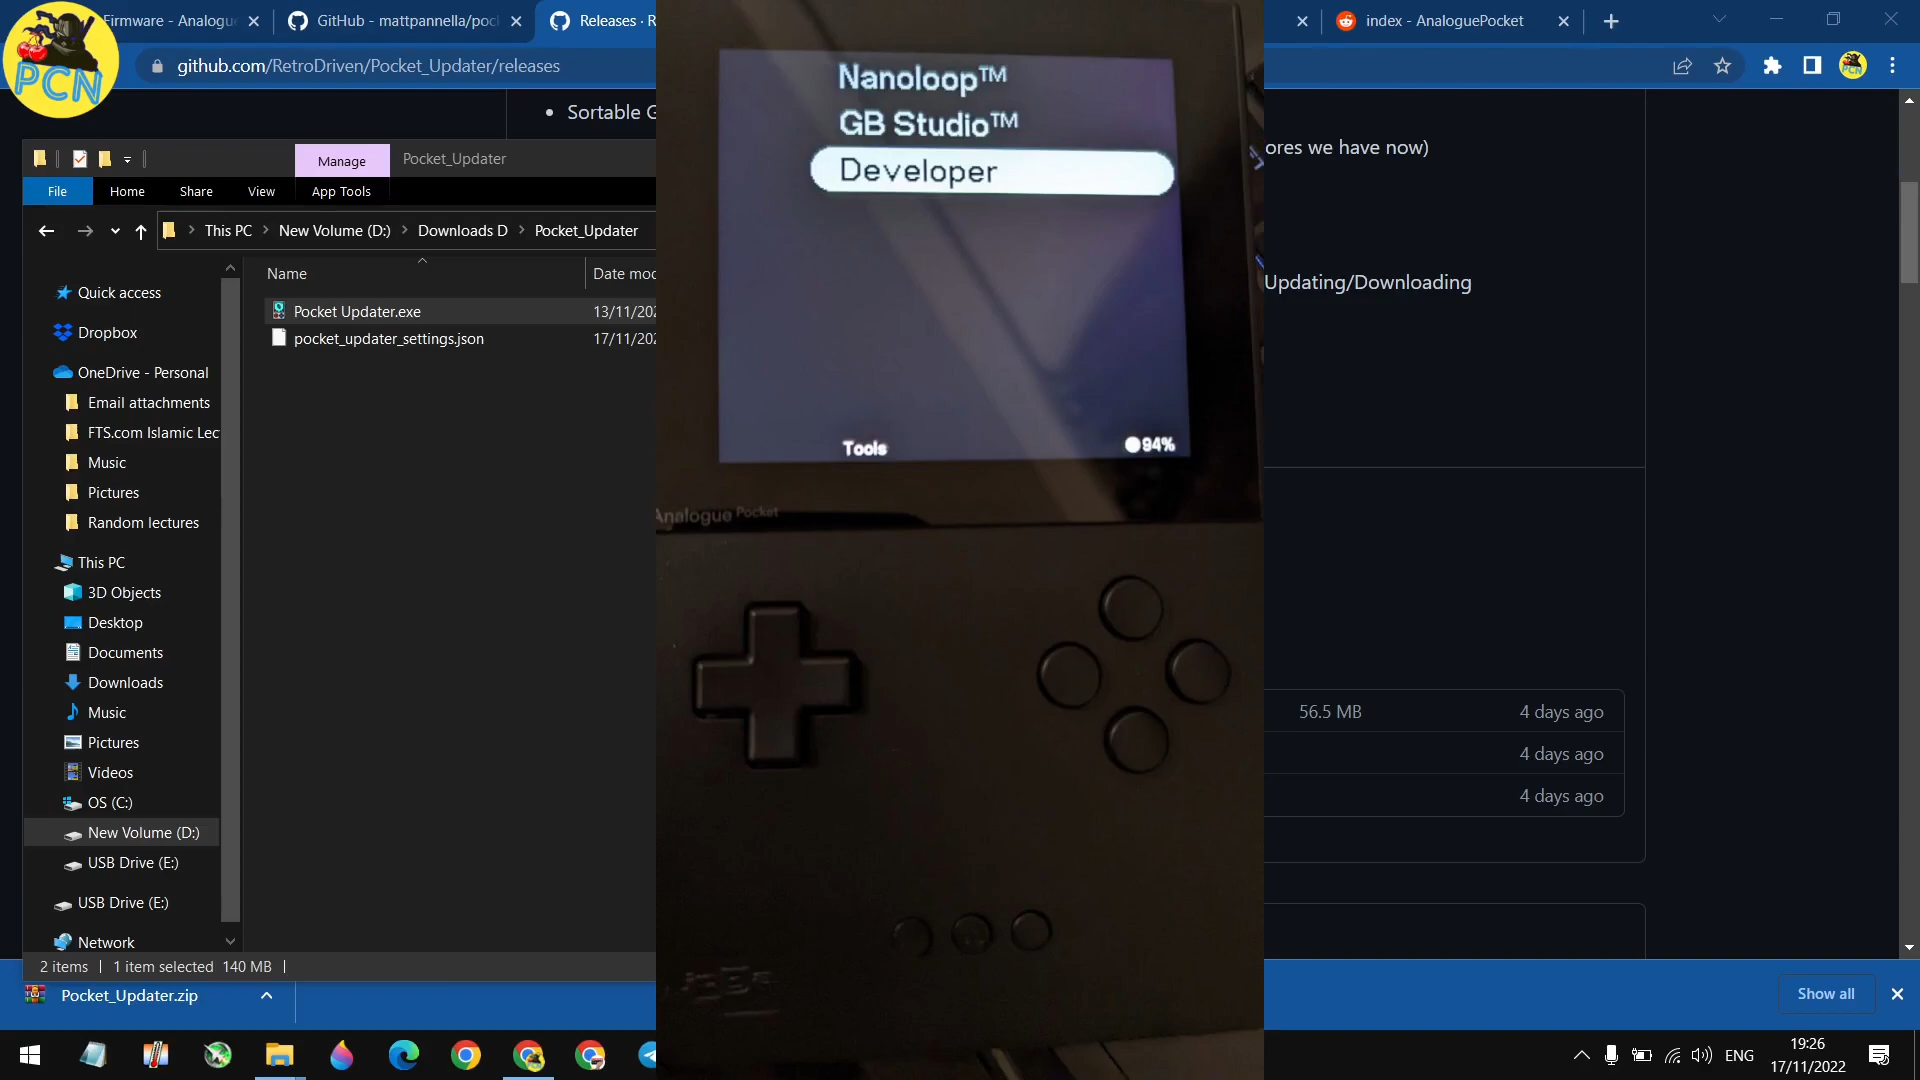 PCN
Firmware - Analogu
GitHub - mattpannella/poc
Releases · R
index - AnaloguePocket
github.com/RetroDriven/Pocket_Updater/releases
Sortable G
ores we have now)
Updating/Downloading
Manage
Pocket_Updater
File
Home
Share
View
App Tools
This PC
New Volume (D:)
Downloads D
Pocket_Updater
Name
Date mod
Pocket Updater.exe
13/11/202
pocket_updater_settings.json
17/11/202
Quick access
Dropbox
OneDrive - Personal
Email attachments
FTS.com Islamic Lec
Music
Pictures
Random lectures
This PC
3D Objects
Desktop
Documents
Downloads
Music
Pictures
Videos
OS (C:)
New Volume (D:)
USB Drive (E:)
USB Drive (E:)
Network
2 items
1 item selected 140 MB
Nanoloop™
GB Studio™
Developer
Tools
94%
Analogue Pocket
56.5 MB
4 days ago
4 days ago
4 days ago
Pocket_Updater.zip
Show all
ENG
19:26
17/11/2022